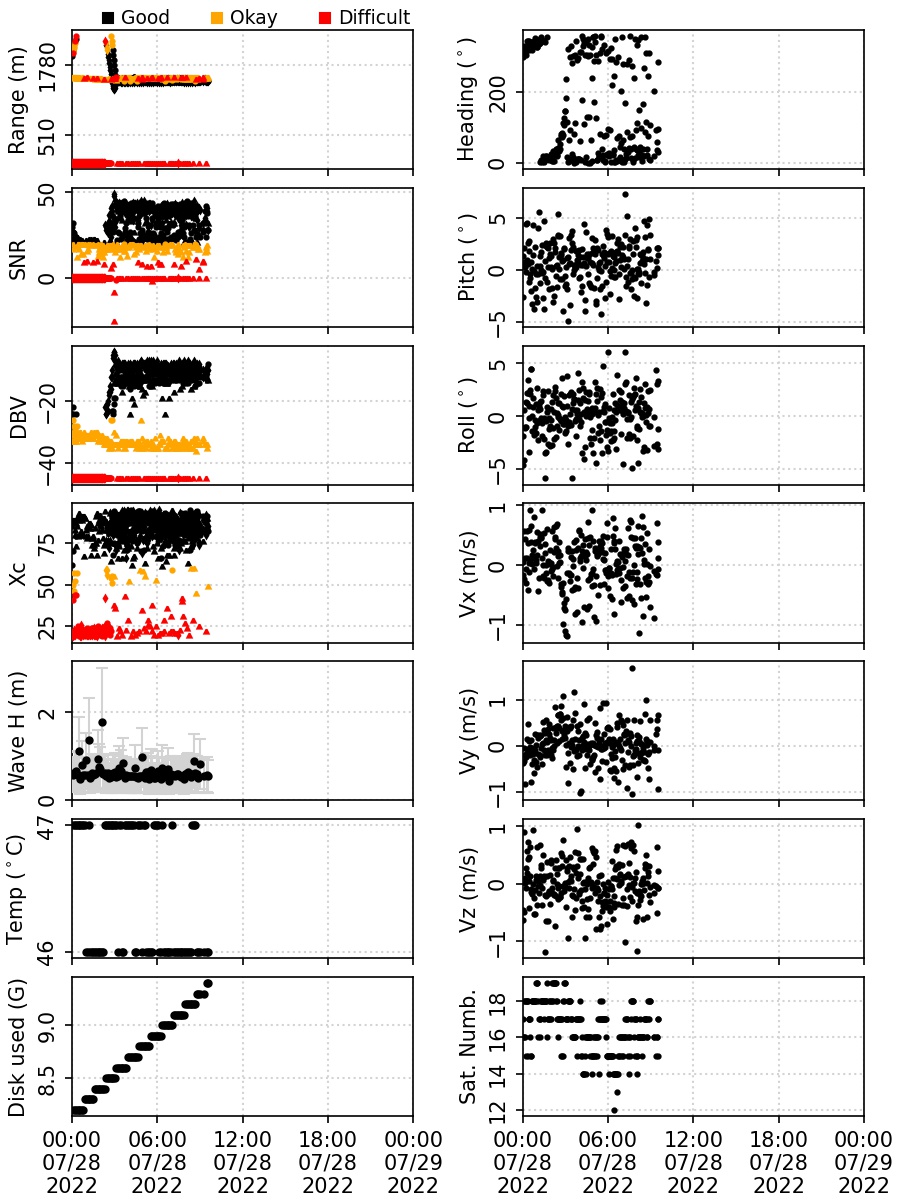 Good Okay Difficult
Range (m)
1780
510
Heading (°)
200
0
SNR
50
0
Pitch (°)
5
0
−5
DBV
−20
−40
Roll (°)
5
0
−5
Xc
75
50
25
Vx (m/s)
1
0
−1
Wave H (m)
2
0
Vy (m/s)
1
0
−1
Temp (°C)
47
46
Vz (m/s)
1
0
−1
Disk used (G)
9.0
8.5
Sat. Numb.
18
16
14
12
00:00 06:00 12:00 18:00 00:00 00:00 06:00 12:00 18:00 00:00
07/28 07/28 07/28 07/28 07/29 07/28 07/28 07/28 07/28 07/29
2022 2022 2022 2022 2022 2022 2022 2022 2022 2022